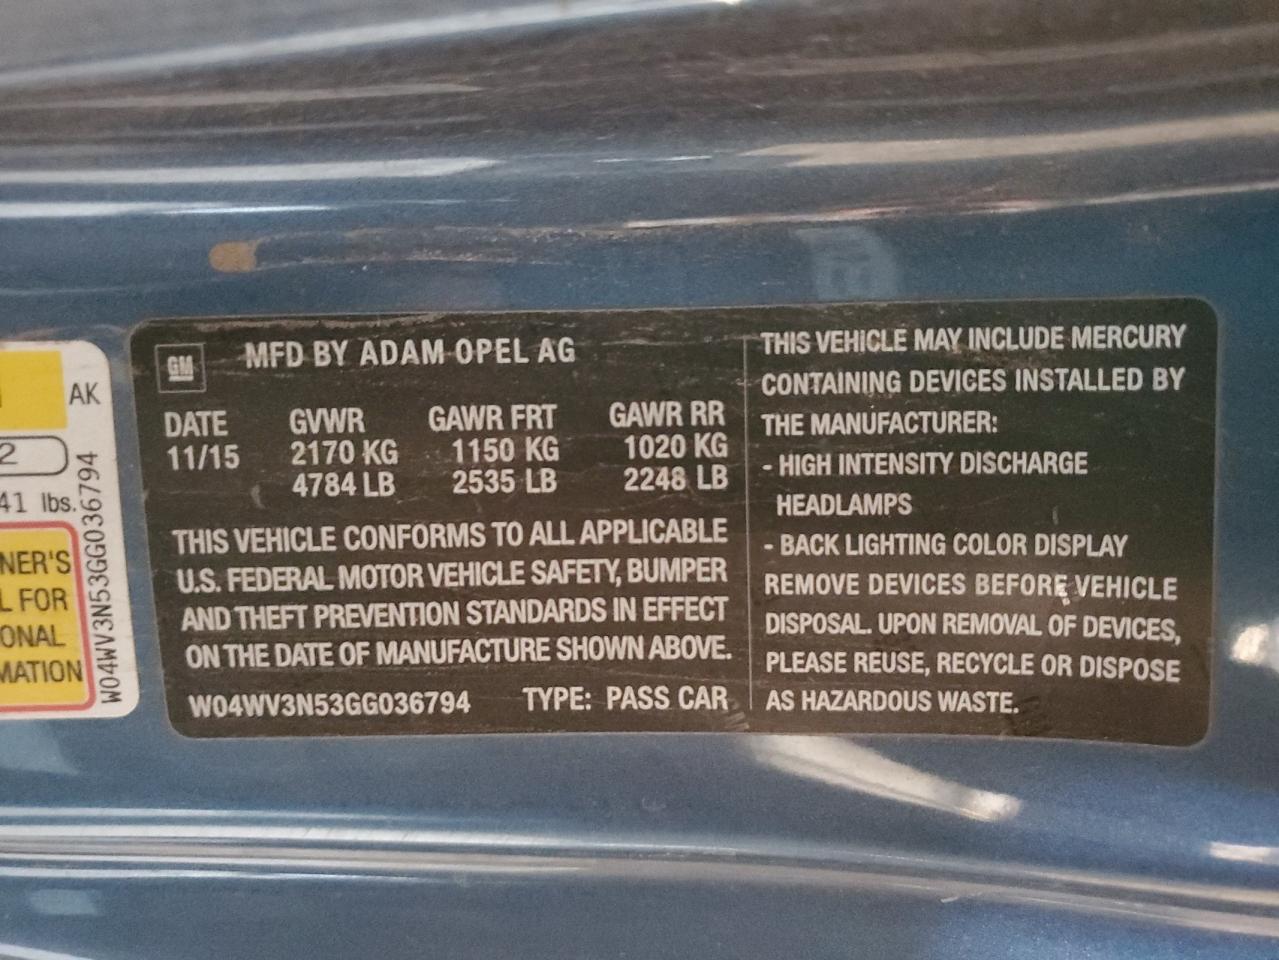 AK
2
41 lbs.
NER'S
L FOR
ONAL
MATION
W04WV3N53GG036794
GM
MFD BY ADAM OPEL AG
DATE GVWR GAWR FRT GAWR RR
11/15 2170 KG 1150 KG 1020 KG
4784 LB 2535 LB 2248 LB
THIS VEHICLE CONFORMS TO ALL APPLICABLE
U.S. FEDERAL MOTOR VEHICLE SAFETY, BUMPER
AND THEFT PREVENTION STANDARDS IN EFFECT
ON THE DATE OF MANUFACTURE SHOWN ABOVE.
W04WV3N53GG036794 TYPE: PASS CAR
THIS VEHICLE MAY INCLUDE MERCURY
CONTAINING DEVICES INSTALLED BY
THE MANUFACTURER:
- HIGH INTENSITY DISCHARGE
HEADLAMPS
- BACK LIGHTING COLOR DISPLAY
REMOVE DEVICES BEFORE VEHICLE
DISPOSAL. UPON REMOVAL OF DEVICES,
PLEASE REUSE, RECYCLE OR DISPOSE
AS HAZARDOUS WASTE.